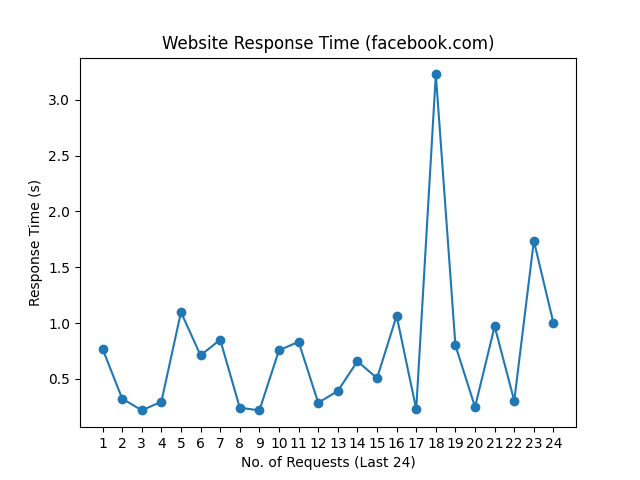 Website Response Time (facebook.com)
3.0
2.5
2.0
1.5
1.0
0.5
Response Time (s)
1 2 3 4 5 6 7 8 9 10 11 12 13 14 15 16 17 18 19 20 21 22 23 24
No. of Requests (Last 24)